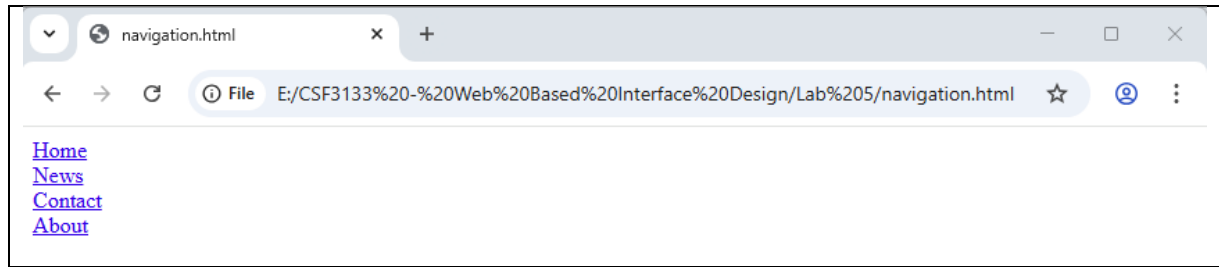 navigation.html
File E:/CSF3133%20-%20Web%20Based%20Interface%20Design/Lab%205/navigation.html
Home
News
Contact
About